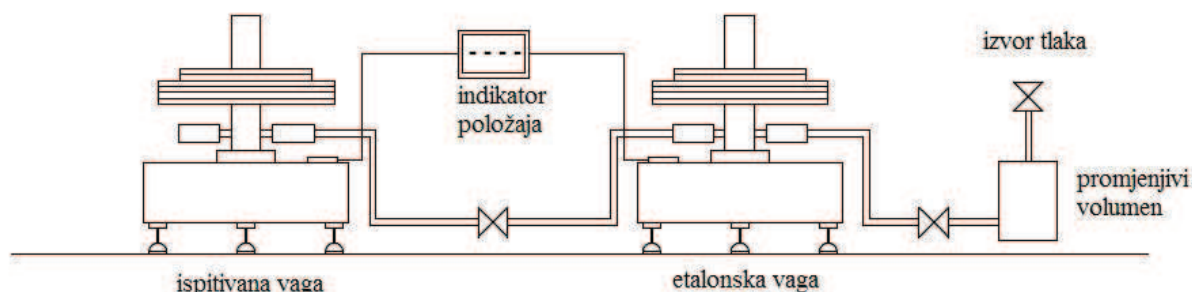 izvor tlaka
indikator
položaja
promjenjivi
volumen
ispitivana vaga
etalonska vaga